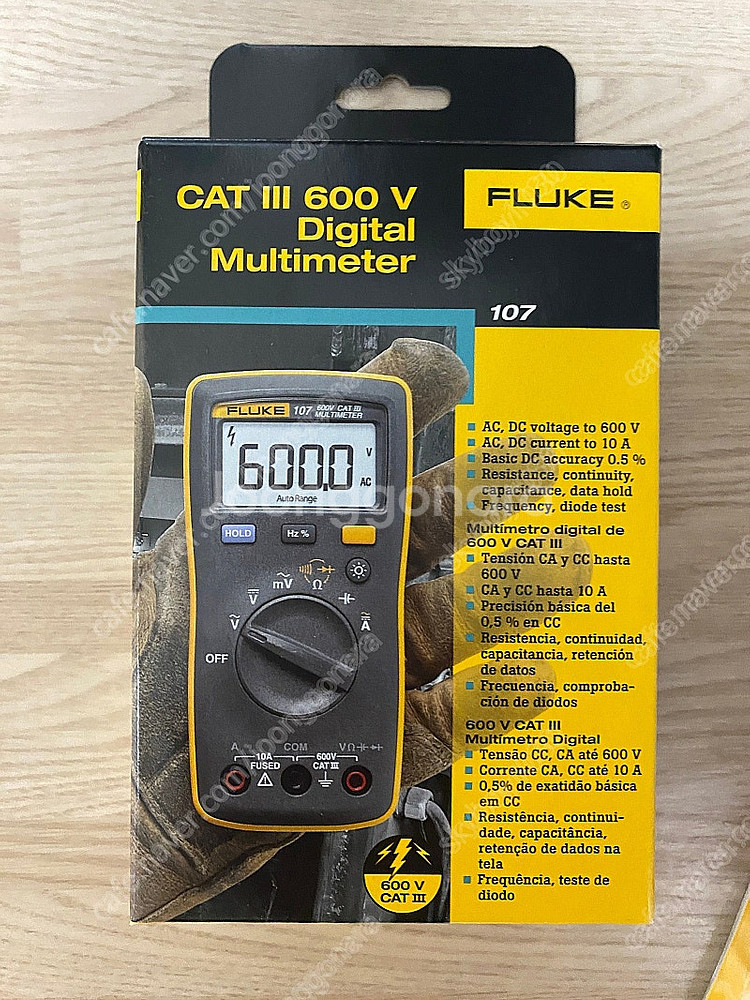 CAT III 600 V
Digital
Multimeter
FLUKE®
107
FLUKE 107 600V CAT III
MULTIMETER
600.0 V
AC
Auto Range
HOLD
Hz %
mV
Ω
V
V
A
OFF
A COM VΩ
10A
FUSED
600V
CAT III
600 V
CAT III
AC, DC voltage to 600 V
AC, DC current to 10 A
Basic DC accuracy 0.5 %
Resistance, continuity,
capacitance, data hold
Frequency, diode test
Multímetro digital de
600 V CAT III
Tensión CA y CC hasta
600 V
CA y CC hasta 10 A
Precisión básica del
0,5 % en CC
Resistencia, continuidad,
capacitancia, retención
de datos
Frecuencia, comproba-
ción de diodos
600 V CAT III
Multímetro Digital
Tensão CC, CA até 600 V
Corrente CA, CC até 10 A
0,5% de exatidão básica
em CC
Resistência, continui-
dade, capacitância,
retenção de dados na
tela
Frequência, teste de
diodo
joonggonara
cafe.naver.com/joonggonara